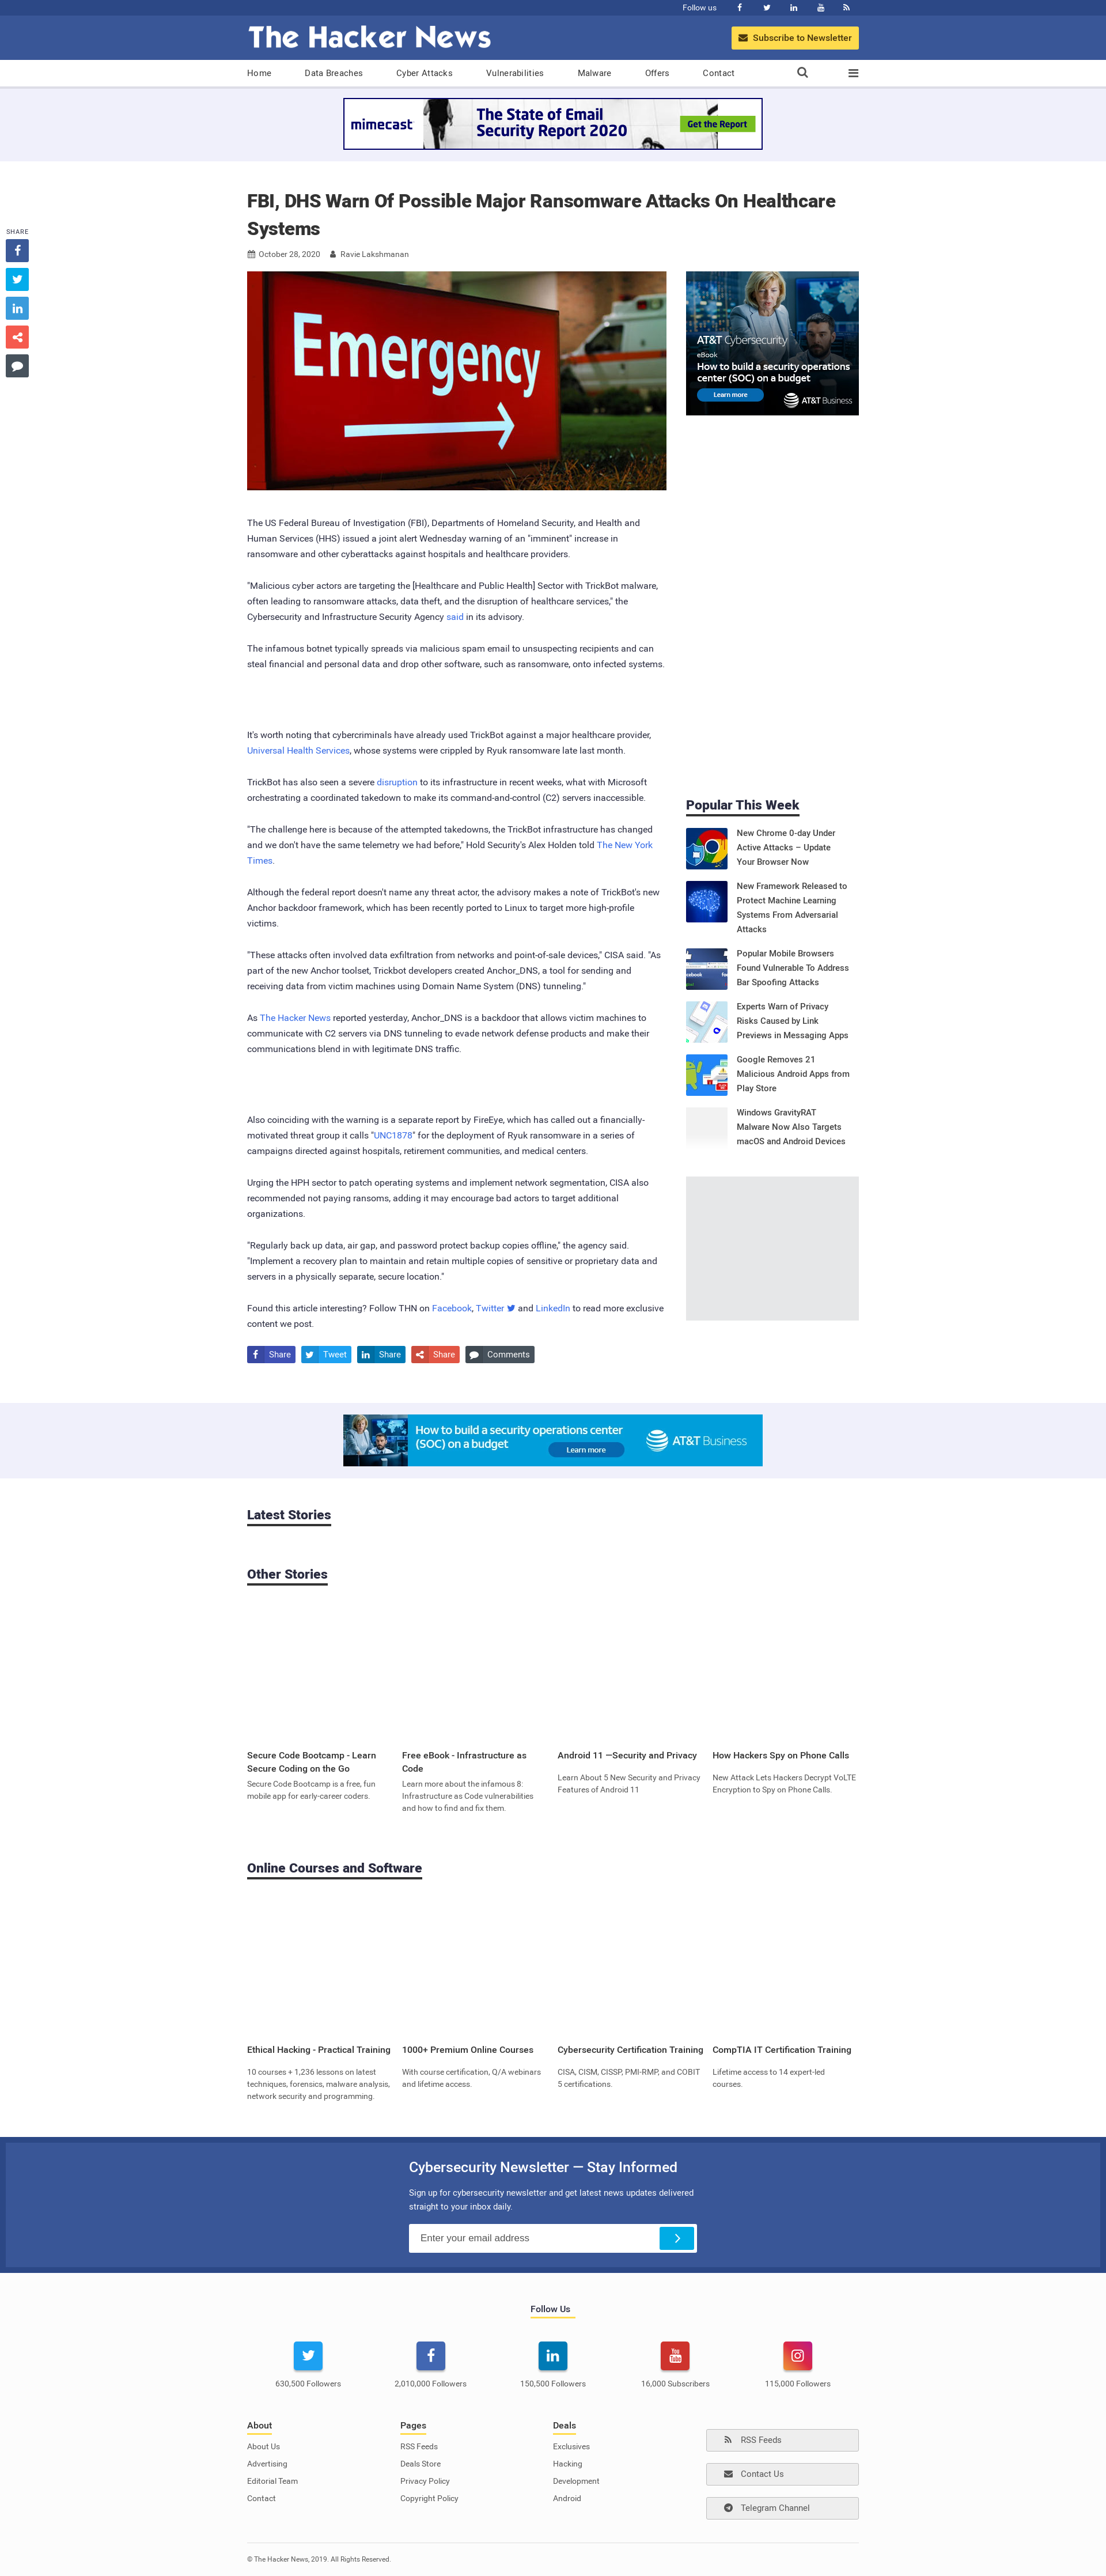 Follow us
The Hacker News
Subscribe to Newsletter
Home
Data Breaches
Cyber Attacks
Vulnerabilities
Malware
Offers
Contact
mimecast
The State of Email
Security Report 2020
Get the Report
FBI, DHS Warn Of Possible Major Ransomware Attacks On Healthcare
Systems
October 28, 2020
Ravie Lakshmanan
SHARE
Emergency
AT&T Cybersecurity
eBook
How to build a security operations
center (SOC) on a budget
Learn more
AT&T Business
The US Federal Bureau of Investigation (FBI), Departments of Homeland Security, and Health and
Human Services (HHS) issued a joint alert Wednesday warning of an "imminent" increase in
ransomware and other cyberattacks against hospitals and healthcare providers.
"Malicious cyber actors are targeting the [Healthcare and Public Health] Sector with TrickBot malware,
often leading to ransomware attacks, data theft, and the disruption of healthcare services," the
Cybersecurity and Infrastructure Security Agency said in its advisory.
The infamous botnet typically spreads via malicious spam email to unsuspecting recipients and can
steal financial and personal data and drop other software, such as ransomware, onto infected systems.
It's worth noting that cybercriminals have already used TrickBot against a major healthcare provider,
Universal Health Services, whose systems were crippled by Ryuk ransomware late last month.
TrickBot has also seen a severe disruption to its infrastructure in recent weeks, what with Microsoft
orchestrating a coordinated takedown to make its command-and-control (C2) servers inaccessible.
"The challenge here is because of the attempted takedowns, the TrickBot infrastructure has changed
and we don't have the same telemetry we had before," Hold Security's Alex Holden told The New York
Times.
Although the federal report doesn't name any threat actor, the advisory makes a note of TrickBot's new
Anchor backdoor framework, which has been recently ported to Linux to target more high-profile
victims.
"These attacks often involved data exfiltration from networks and point-of-sale devices," CISA said. "As
part of the new Anchor toolset, Trickbot developers created Anchor_DNS, a tool for sending and
receiving data from victim machines using Domain Name System (DNS) tunneling."
As The Hacker News reported yesterday, Anchor_DNS is a backdoor that allows victim machines to
communicate with C2 servers via DNS tunneling to evade network defense products and make their
communications blend in with legitimate DNS traffic.
Also coinciding with the warning is a separate report by FireEye, which has called out a financially-
motivated threat group it calls "UNC1878" for the deployment of Ryuk ransomware in a series of
campaigns directed against hospitals, retirement communities, and medical centers.
Urging the HPH sector to patch operating systems and implement network segmentation, CISA also
recommended not paying ransoms, adding it may encourage bad actors to target additional
organizations.
"Regularly back up data, air gap, and password protect backup copies offline," the agency said.
"Implement a recovery plan to maintain and retain multiple copies of sensitive or proprietary data and
servers in a physically separate, secure location."
Found this article interesting? Follow THN on Facebook, Twitter and LinkedIn to read more exclusive
content we post.
Share
Tweet
Share
Share
Comments
Popular This Week
New Chrome 0-day Under
Active Attacks – Update
Your Browser Now
New Framework Released to
Protect Machine Learning
Systems From Adversarial
Attacks
Popular Mobile Browsers
Found Vulnerable To Address
Bar Spoofing Attacks
Experts Warn of Privacy
Risks Caused by Link
Previews in Messaging Apps
Google Removes 21
Malicious Android Apps from
Play Store
Windows GravityRAT
Malware Now Also Targets
macOS and Android Devices
How to build a security operations center
(SOC) on a budget
Learn more
AT&T Business
Latest Stories
Other Stories
Secure Code Bootcamp - Learn
Secure Coding on the Go
Secure Code Bootcamp is a free, fun
mobile app for early-career coders.
Free eBook - Infrastructure as
Code
Learn more about the infamous 8:
Infrastructure as Code vulnerabilities
and how to find and fix them.
Android 11 —Security and Privacy
Learn About 5 New Security and Privacy
Features of Android 11
How Hackers Spy on Phone Calls
New Attack Lets Hackers Decrypt VoLTE
Encryption to Spy on Phone Calls.
Online Courses and Software
Ethical Hacking - Practical Training
10 courses + 1,236 lessons on latest
techniques, forensics, malware analysis,
network security and programming.
1000+ Premium Online Courses
With course certification, Q/A webinars
and lifetime access.
Cybersecurity Certification Training
CISA, CISM, CISSP, PMI-RMP, and COBIT
5 certifications.
CompTIA IT Certification Training
Lifetime access to 14 expert-led
courses.
Cybersecurity Newsletter — Stay Informed
Sign up for cybersecurity newsletter and get latest news updates delivered
straight to your inbox daily.
Enter your email address
Follow Us
630,500 Followers
2,010,000 Followers
150,500 Followers
16,000 Subscribers
115,000 Followers
About
About Us
Advertising
Editorial Team
Contact
Pages
RSS Feeds
Deals Store
Privacy Policy
Copyright Policy
Deals
Exclusives
Hacking
Development
Android
RSS Feeds
Contact Us
Telegram Channel
© The Hacker News, 2019. All Rights Reserved.